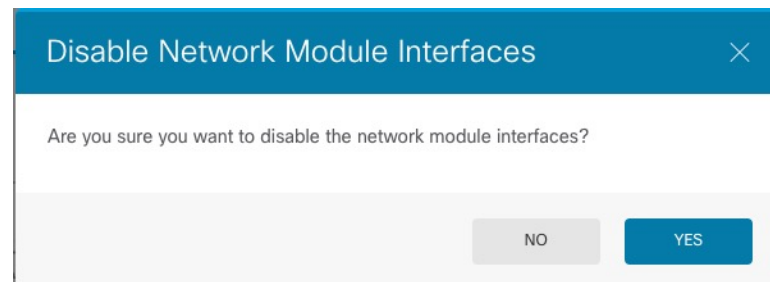 Disable Network Module Interfaces
Are you sure you want to disable the network module interfaces?
NO YES